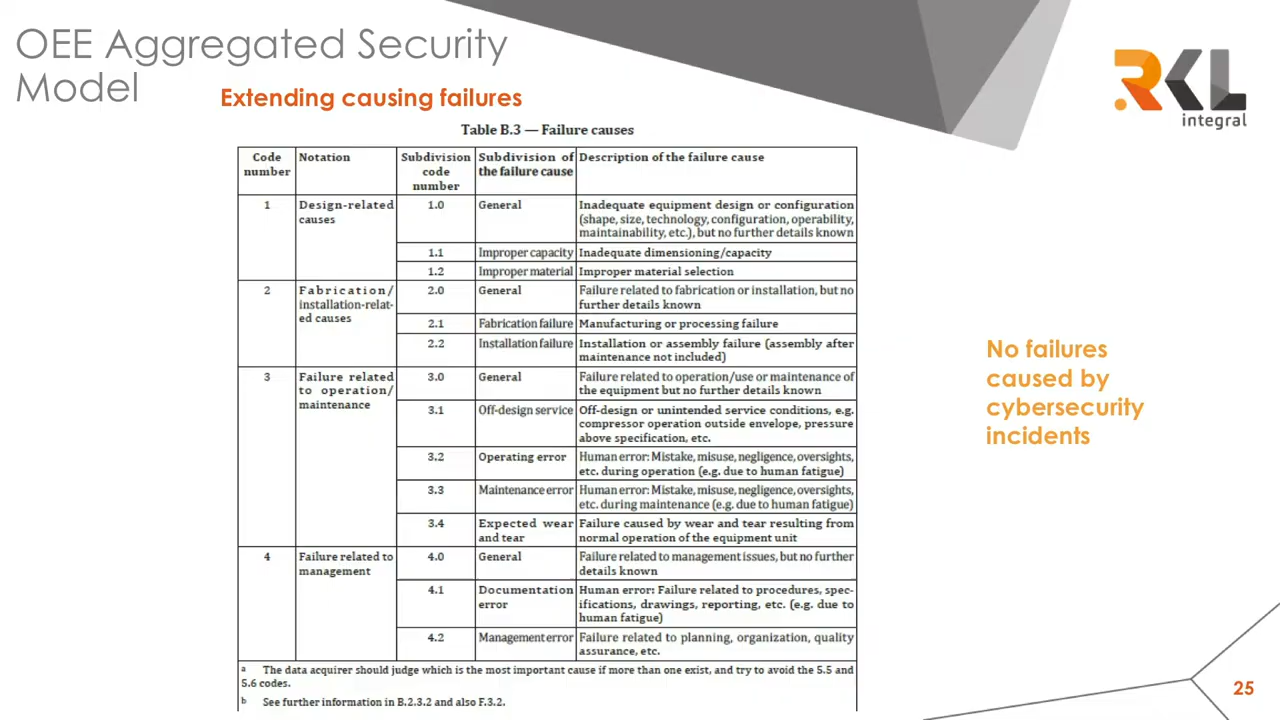 OEE Aggregated Security
Model
Extending causing failures
RKL
integral
Table B.3 — Failure causes
Code number | Notation | Subdivision code number | Subdivision of the failure cause | Description of the failure cause
1 | Design-related causes | 1.0 | General | Inadequate equipment design or configuration (shape, size, technology, configuration, operability, maintainability, etc.), but no further details known
1.1 | Improper capacity | Inadequate dimensioning/capacity
1.2 | Improper material | Improper material selection
2 | Fabrication/installation-related causes | 2.0 | General | Failure related to fabrication or installation, but no further details known
2.1 | Fabrication failure | Manufacturing or processing failure
2.2 | Installation failure | Installation or assembly failure (assembly after maintenance not included)
3 | Failure related to operation/maintenance | 3.0 | General | Failure related to operation/use or maintenance of the equipment but no further details known
3.1 | Off-design service | Off-design or unintended service conditions, e.g. compressor operation outside envelope, pressure above specification, etc.
3.2 | Operating error | Human error: Mistake, misuse, negligence, oversights, etc. during operation (e.g. due to human fatigue)
3.3 | Maintenance error | Human error: Mistake, misuse, negligence, oversights, etc. during maintenance (e.g. due to human fatigue)
3.4 | Expected wear and tear | Failure caused by wear and tear resulting from normal operation of the equipment unit
4 | Failure related to management | 4.0 | General | Failure related to management issues, but no further details known
4.1 | Documentation error | Human error: Failure related to procedures, specifications, drawings, reporting, etc. (e.g. due to human fatigue)
4.2 | Management error | Failure related to planning, organization, quality assurance, etc.
a The data acquirer should judge which is the most important cause if more than one exist, and try to avoid the 5.5 and
5.6 codes.
b See further information in B.2.3.2 and also F.3.2.
No failures
caused by
cybersecurity
incidents
25